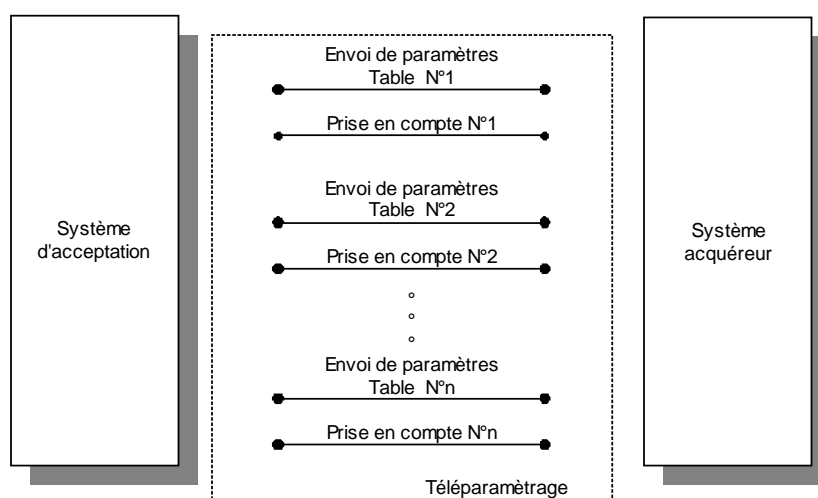 Envoi de paramètres
Table N°1
Prise en compte N°1
Envoi de paramètres
Table N°2
Système
d'acceptation
Système
acquéreur
Prise en compte N°2
Envoi de paramètres
Table N°n
Prise en compte N°n
Téléparamètrage